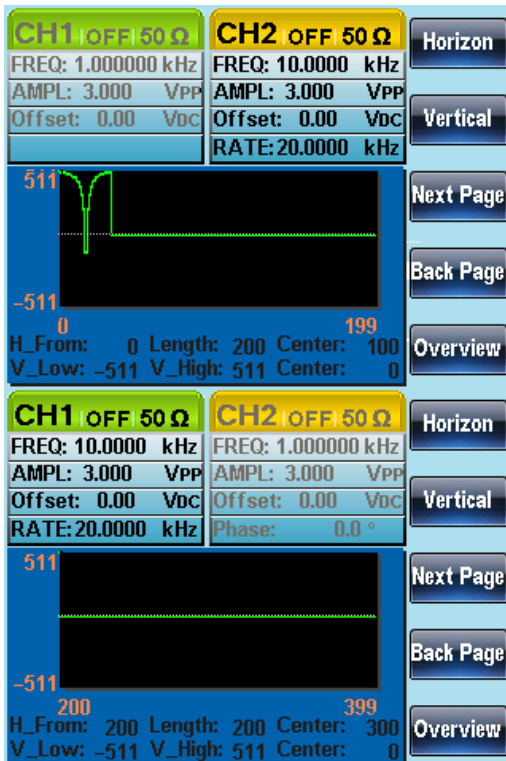 CH1 OFF 50 Ω CH2 OFF 50 Ω Horizon
FREQ: 1.000000 kHz FREQ: 10.0000 kHz
AMPL: 3.000 VPP AMPL: 3.000 VPP
Offset: 0.00 VDC Offset: 0.00 VDC Vertical
RATE: 20.0000 kHz
511
Next Page
Back Page
-511
0 199
H_From: 0 Length: 200 Center: 100 Overview
V_Low: -511 V_High: 511 Center: 0
CH1 OFF 50 Ω CH2 OFF 50 Ω Horizon
FREQ: 10.0000 kHz FREQ: 1.000000 kHz
AMPL: 3.000 VPP AMPL: 3.000 VPP
Offset: 0.00 VDC Offset: 0.00 VDC Vertical
RATE: 20.0000 kHz Phase: 0.0 °
511
Next Page
Back Page
-511
200 399
H_From: 200 Length: 200 Center: 300 Overview
V_Low: -511 V_High: 511 Center: 0